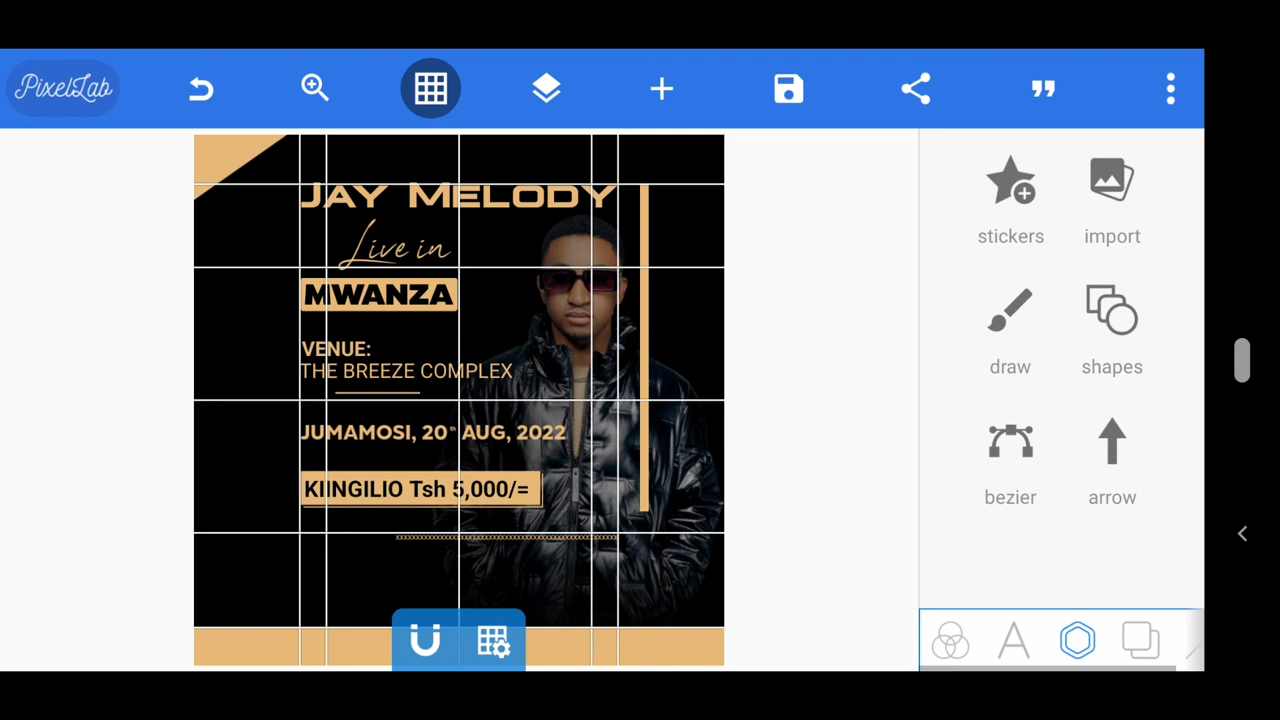 PixelLab
JAY MELODY
Live in
MWANZA
VENUE:
THE BREEZE COMPLEX
JUMAMOSI, 20th AUG, 2022
KIINGILIO Tsh 5,000/=
xxxxxxxxxxxxxxxxxxxxxxxxxxxxxxxxxxxxxxxxxxxxxxxxxxxxxx
stickers import
draw shapes
bezier arrow